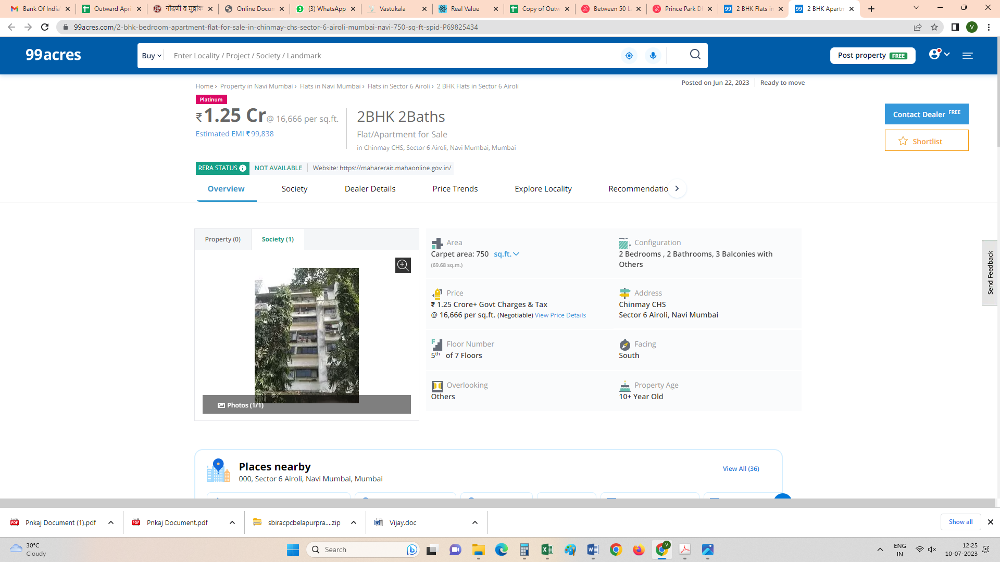 Bank Of India
Outward Apri
नोंदणी व मुद्रांक
Online Docum
(3) WhatsApp
Vastukala
Real Value
Copy of Outw
Between 50 L
Prince Park D
2 BHK Flats in
2 BHK Apartm
99acres.com/2-bhk-bedroom-apartment-flat-for-sale-in-chinmay-chs-sector-6-airoli-mumbai-navi-750-sq-ft-spid-P69825434
V
99acres
Buy
Enter Locality / Project / Society / Landmark
Post property FREE
Home › Property in Navi Mumbai › Flats in Navi Mumbai › Flats in Sector 6 Airoli › 2 BHK Flats in Sector 6 Airoli
Posted on Jun 22, 2023 Ready to move
Platinum
₹ 1.25 Cr @ 16,666 per sq.ft.
Estimated EMI ₹ 99,838
2BHK 2Baths
Flat/Apartment for Sale
in Chinmay CHS, Sector 6 Airoli, Navi Mumbai, Mumbai
Contact Dealer FREE
Shortlist
RERA STATUS NOT AVAILABLE Website: https://maharerait.mahaonline.gov.in/
Overview Society Dealer Details Price Trends Explore Locality Recommendatio
Property (0) Society (1)
Photos (1/1)
Area
Carpet area: 750 sq.ft.
(69.68 sq.m.)
Configuration
2 Bedrooms , 2 Bathrooms, 3 Balconies with
Others
Price
₹ 1.25 Crore+ Govt Charges & Tax
@ 16,666 per sq.ft. (Negotiable) View Price Details
Address
Chinmay CHS
Sector 6 Airoli, Navi Mumbai
Floor Number
5th of 7 Floors
Facing
South
Overlooking
Others
Property Age
10+ Year Old
Send Feedback
Places nearby
000, Sector 6 Airoli, Navi Mumbai, Mumbai
View All (36)
Pnkaj Document (1).pdf
Pnkaj Document.pdf
sbiracpcbelapurpra....zip
Vijay.doc
Show all
30°C
Cloudy
Search
ENG
IN
12:25
10-07-2023